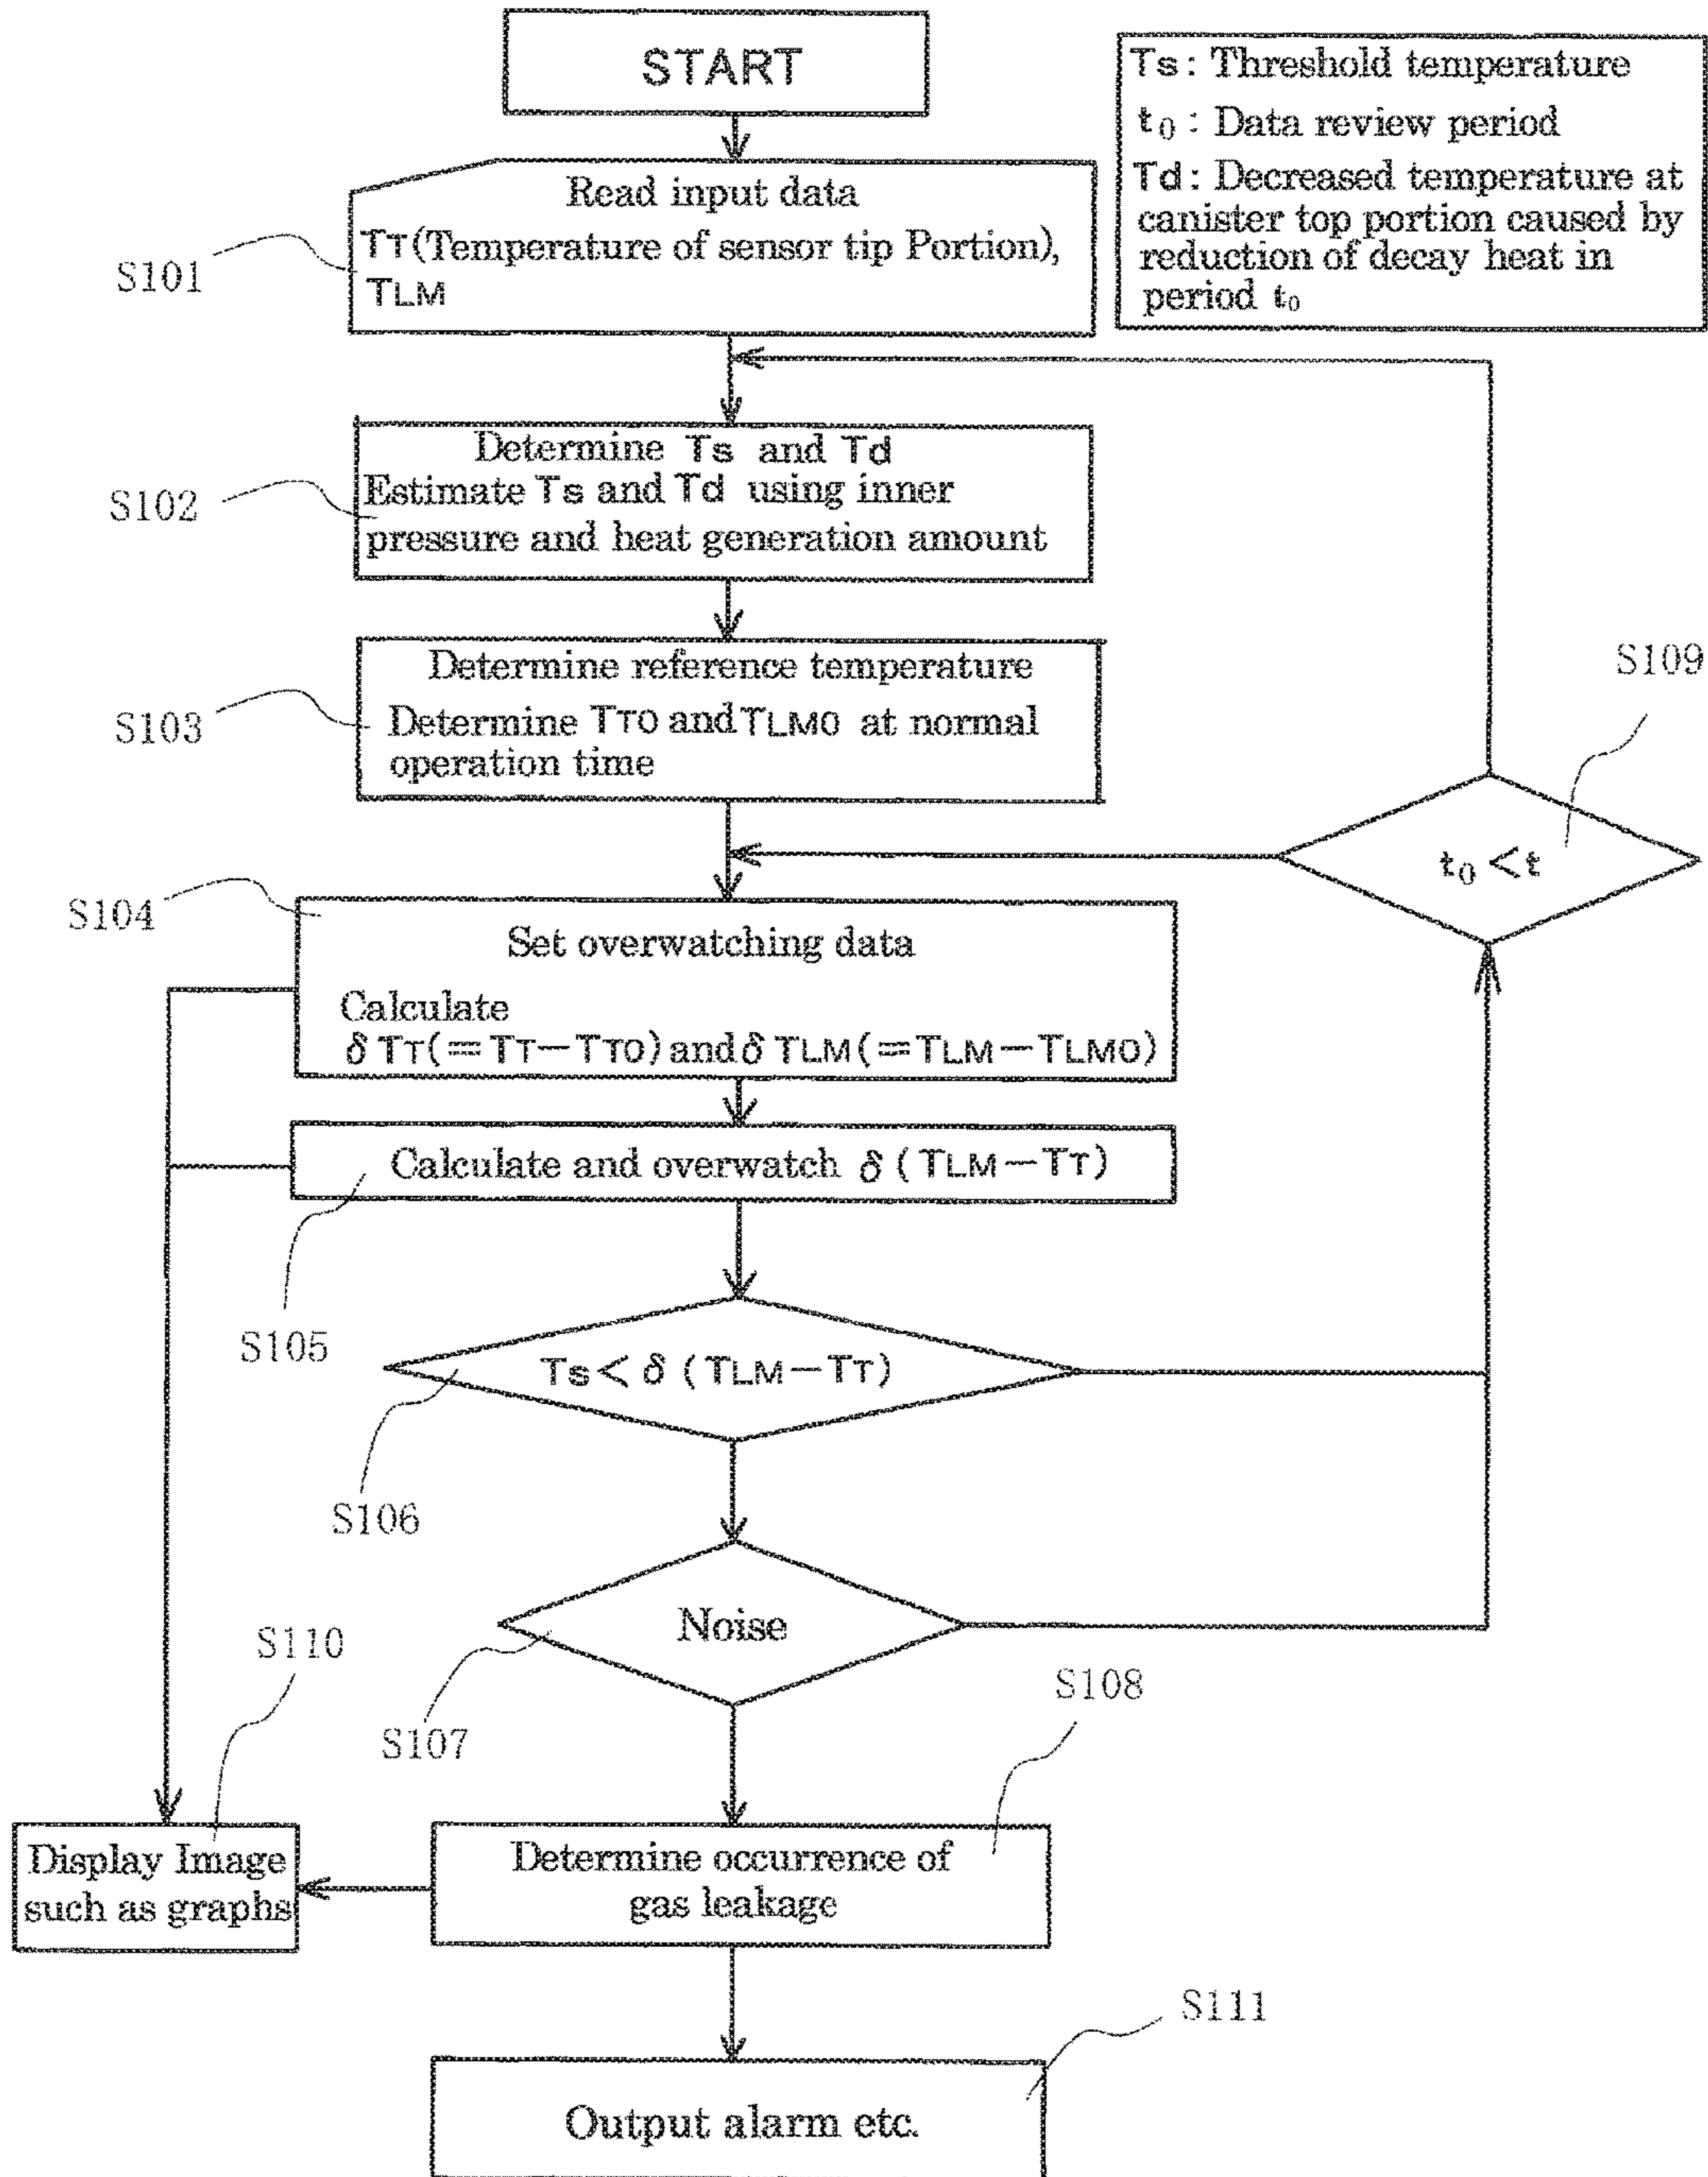 START
Ts: Threshold temperature
t0: Data review period
Td: Decreased temperature at
canister top portion caused by
reduction of decay heat in
period t0
Read input data
TT(Temperature of sensor tip Portion),
TLM
S101
Determine Ts and Td
Estimate Ts and Td using inner
pressure and heat generation amount
S102
Determine reference temperature
Determine TT0 and TLM0 at normal
operation time
S103
S109
t0<t
S104
Set overwatching data
Calculate
δTT(=TT−TT0) and δTLM(=TLM−TLM0)
Calculate and overwatch δ(TLM−TT)
S105
Ts<δ(TLM−TT)
S106
Noise
S107
S110
S108
Display Image
such as graphs
Determine occurrence of
gas leakage
S111
Output alarm etc.